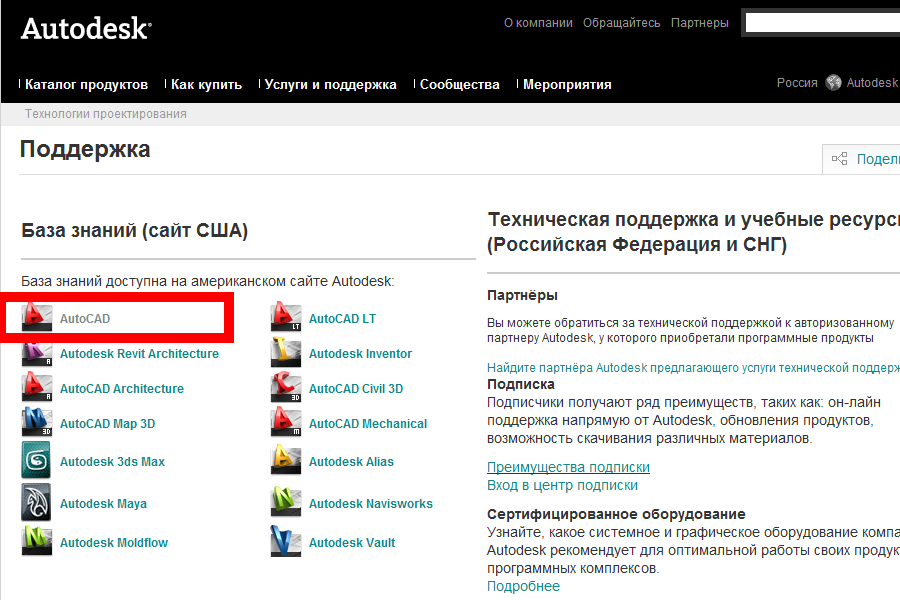 Autodesk
О компании Обращайтесь Партнеры
Каталог продуктов Как купить Услуги и поддержка Сообщества Мероприятия
Россия Autodesk
Технологии проектирования
Поддержка
База знаний (сайт США)
База знаний доступна на американском сайте Autodesk:
AutoCAD AutoCAD LT
Autodesk Revit Architecture Autodesk Inventor
AutoCAD Architecture AutoCAD Civil 3D
AutoCAD Map 3D AutoCAD Mechanical
Autodesk 3ds Max Autodesk Alias
Autodesk Maya Autodesk Navisworks
Autodesk Moldflow Autodesk Vault
Подели
Техническая поддержка и учебные ресурс
(Российская Федерация и СНГ)
Партнёры
Вы можете обратиться за технической поддержкой к авторизованному
партнеру Autodesk, у которого приобретали программные продукты
Найдите партнёра Autodesk предлагающего услуги технической поддерж
Подписка
Подписчики получают ряд преимуществ, таких как: он-лайн
поддержка напрямую от Autodesk, обновления продуктов,
возможность скачивания различных материалов.
Преимущества подписки
Вход в центр подписки
Сертифицированное оборудование
Узнайте, какое системное и графическое оборудование компа
Autodesk рекомендует для оптимальной работы своих продук
программных комплексов.
Подробнее